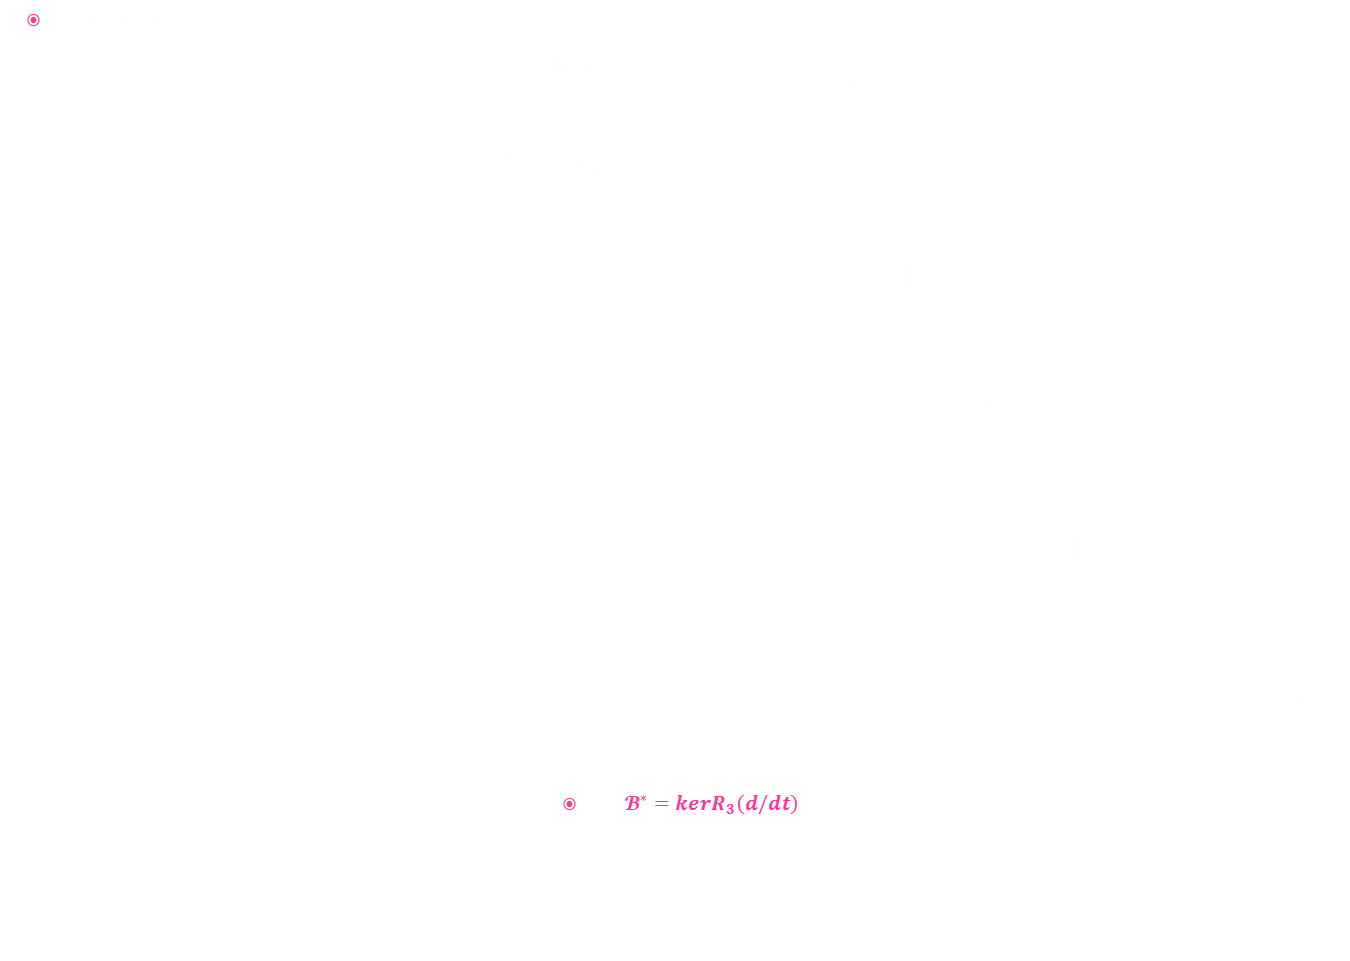 ◉
◉ 𝓑* = kerR₃(d/dt)